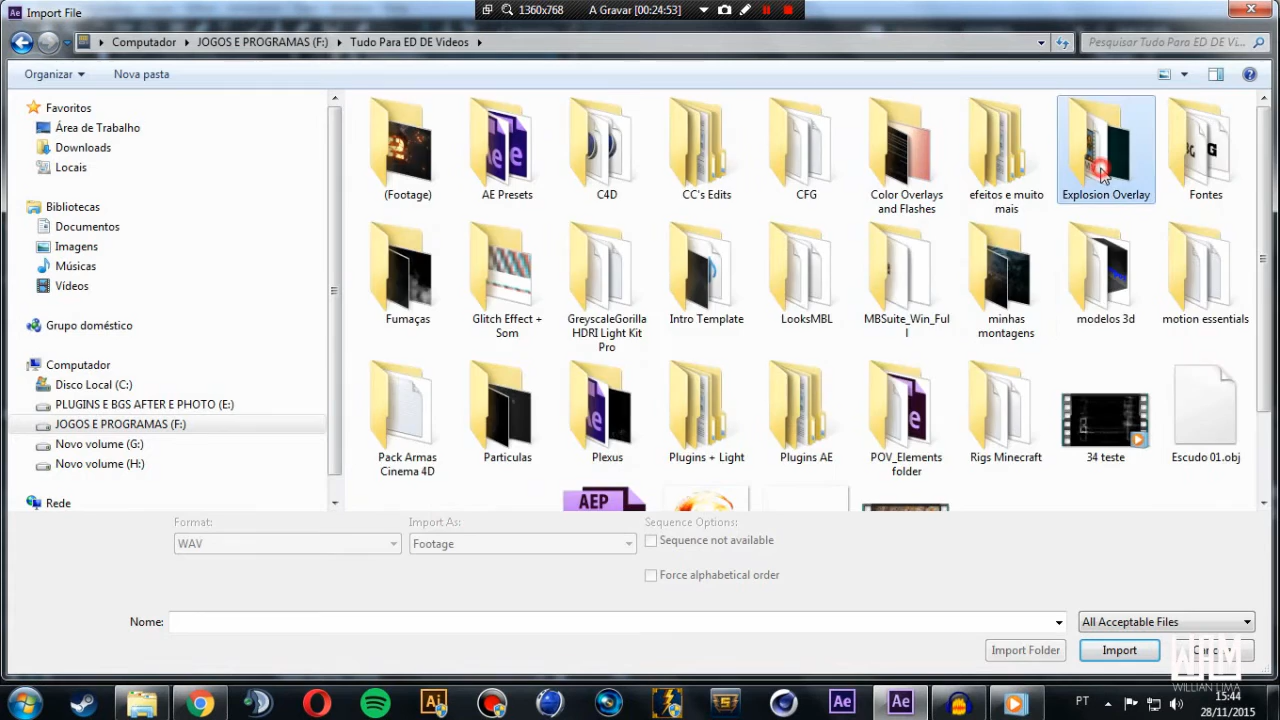 Import File
1360x768
A Gravar (00:24:53)
Computador
JOGOS E PROGRAMAS (F:)
Tudo Para ED DE Videos
Pesquisar Tudo Para ED DE Vi...
Organizar
Nova pasta
Favoritos
Área de Trabalho
Downloads
Locais
Bibliotecas
Documentos
Imagens
Músicas
Vídeos
Grupo doméstico
Computador
Disco Local (C:)
PLUGINS E BGS AFTER E PHOTO (E:)
JOGOS E PROGRAMAS (F:)
Novo volume (G:)
Novo volume (H:)
Rede
(Footage)
AE Presets
C4D
CC's Edits
CFG
Color Overlays
and Flashes
efeitos e muito
mais
Explosion Overlay
Fontes
Fumaças
Glitch Effect +
Som
GreyscaleGorilla
HDRI Light Kit
Pro
Intro Template
LooksMBL
MBSuite_Win_Ful
l
minhas
montagens
modelos 3d
motion essentials
Pack Armas
Cinema 4D
Particulas
Plexus
Plugins + Light
Plugins AE
POV_Elements
folder
Rigs Minecraft
34 teste
Escudo 01.obj
AEP
Format:
WAV
Import As:
Footage
Sequence Options:
Sequence not available
Force alphabetical order
Nome:
All Acceptable Files
Import Folder
Import
WILLIAN LIMA
PT
15:44
28/11/2015